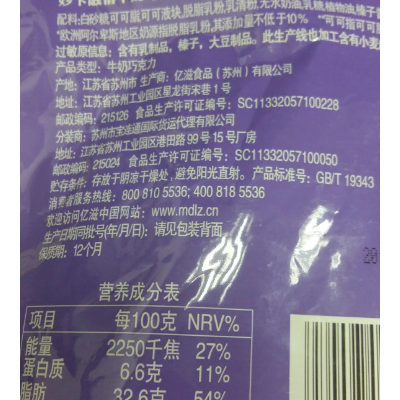 配料:白砂糖,可可脂,可可液块,脱脂乳粉,乳清粉,无水奶油,乳糖,植物油,榛子
*欧洲阿尔卑斯地区奶源脱脂乳粉,其添加量不低于10%
过敏原信息: 含有乳制品, 榛子, 大豆制品。此生产线也加工含有小麦
产品类型: 牛奶巧克力
产地: 江苏省苏州市 生产商: 亿滋食品（苏州）有限公司
地址: 江苏省苏州工业园区星龙街宋巷1号
邮政编码: 215126 食品生产许可证编号: SC11332057100228
分装商: 苏州市宝连通国际货运代理有限公司
地址: 江苏省苏州工业园区港田路99号15号厂房
邮政编码: 215024 食品生产许可证编号: SC11332057100050
贮存条件: 存放于阴凉干燥处, 避免阳光直射。产品标准号: GB/T 19343
消费者服务热线: 800 810 5536; 400 818 5536
欢迎访问亿滋中国网站: www.mdlz.cn
生产日期同批号(年/月/日): 请见包装背面
保质期: 12个月
20
营养成分表
项目 每100克 NRV%
能量 2250千焦 27%
蛋白质 6.6克 11%
脂肪 32.6克 54%